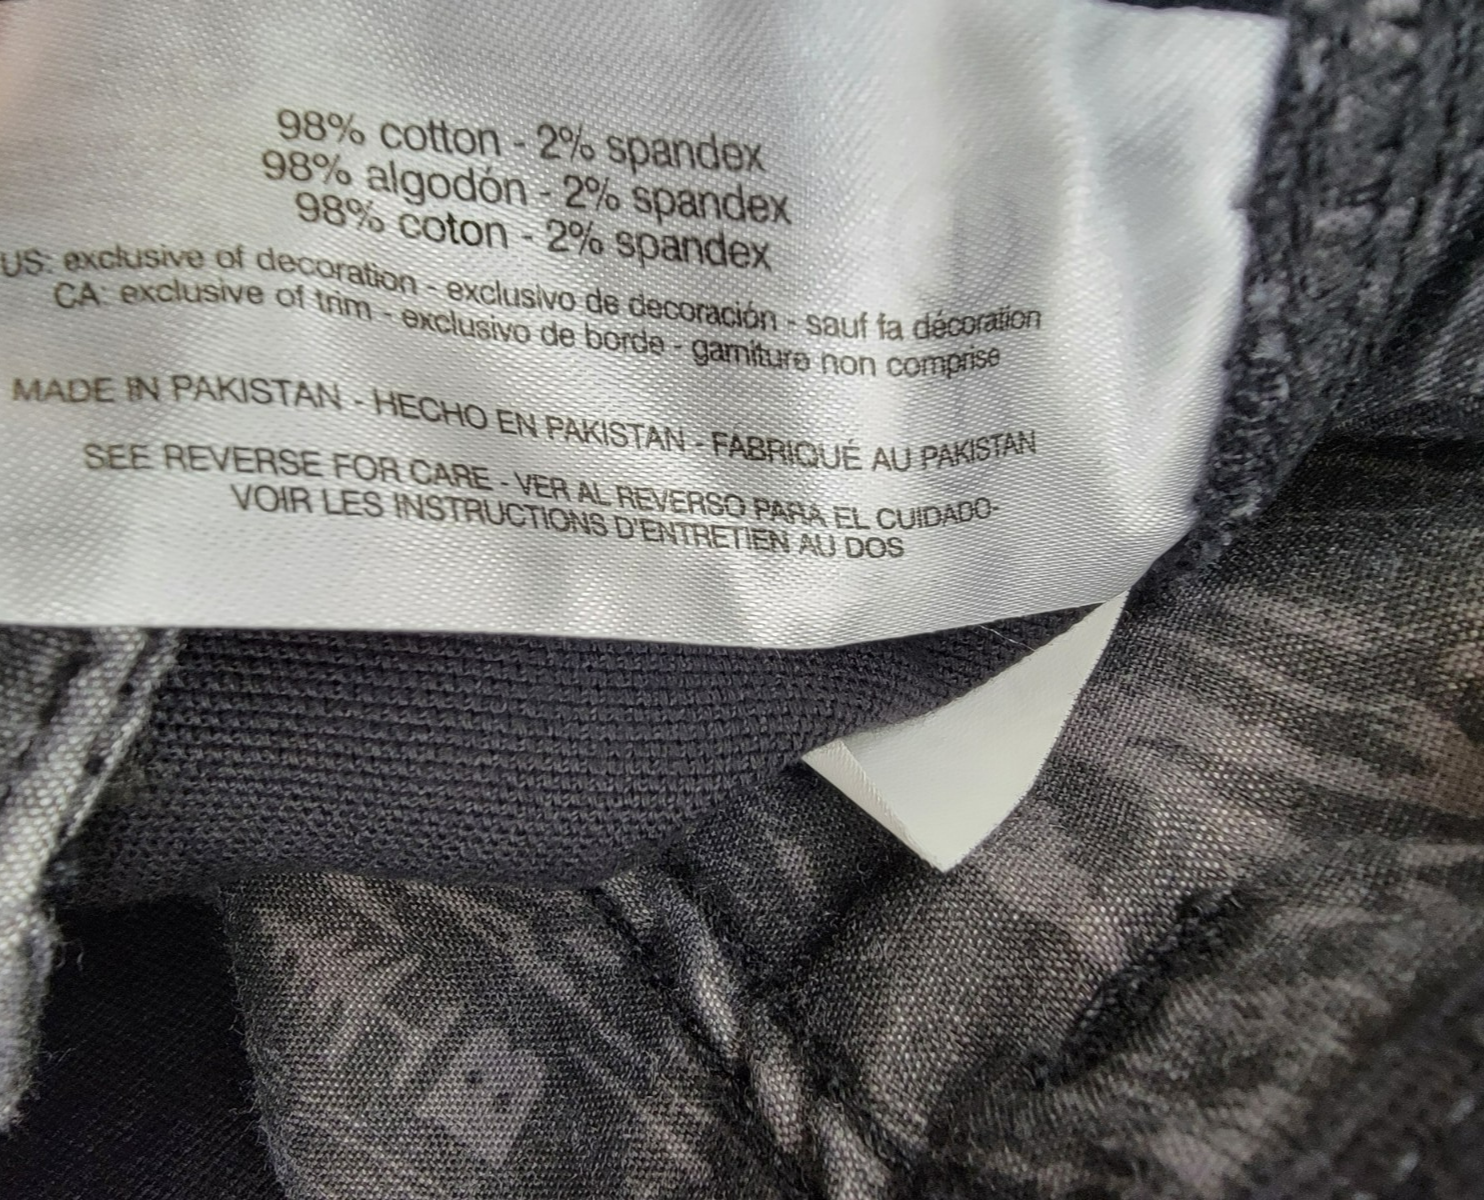 98% cotton - 2% spandex
98% algodón - 2% spandex
98% coton - 2% spandex
US: exclusive of decoration - exclusivo de decoración - sauf fa décoration
CA: exclusive of trim - exclusivo de borde - garniture non comprise
MADE IN PAKISTAN - HECHO EN PAKISTAN - FABRIQUÉ AU PAKISTAN
SEE REVERSE FOR CARE - VER AL REVERSO PARA EL CUIDADO-
VOIR LES INSTRUCTIONS D'ENTRETIEN AU DOS